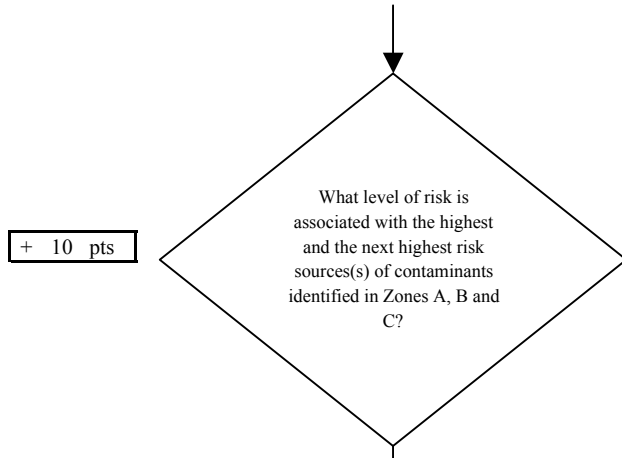 What level of risk is
associated with the highest
and the next highest risk
sources(s) of contaminants
identified in Zones A, B and
C?
+ 10 pts